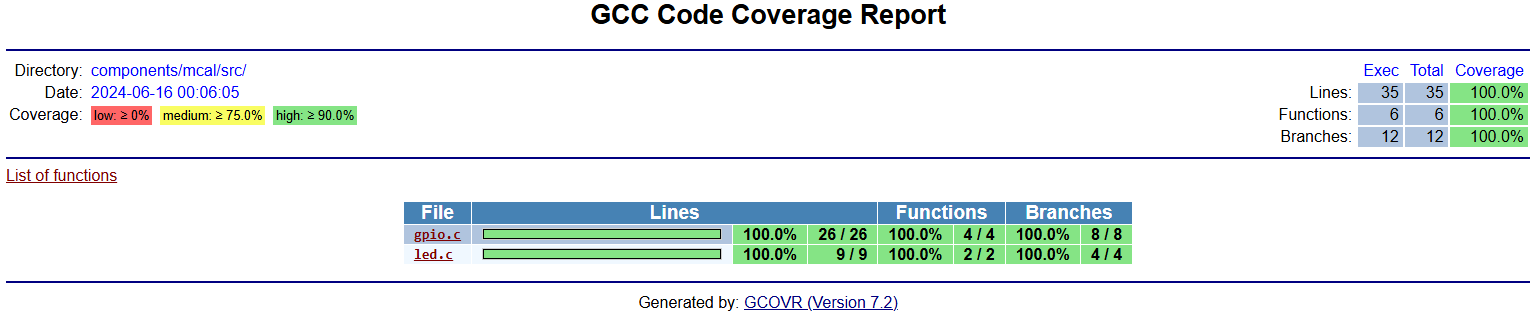 GCC Code Coverage Report
Directory: components/mcal/src/
Date: 2024-06-16 00:06:05
Coverage: low: ≥ 0% medium: ≥ 75.0% high: ≥ 90.0%
Exec Total Coverage
Lines: 35 35 100.0%
Functions: 6 6 100.0%
Branches: 12 12 100.0%
List of functions
File Lines Functions Branches
gpio.c 100.0% 26 / 26 100.0% 4 / 4 100.0% 8 / 8
led.c 100.0% 9 / 9 100.0% 2 / 2 100.0% 4 / 4
Generated by: GCOVR (Version 7.2)